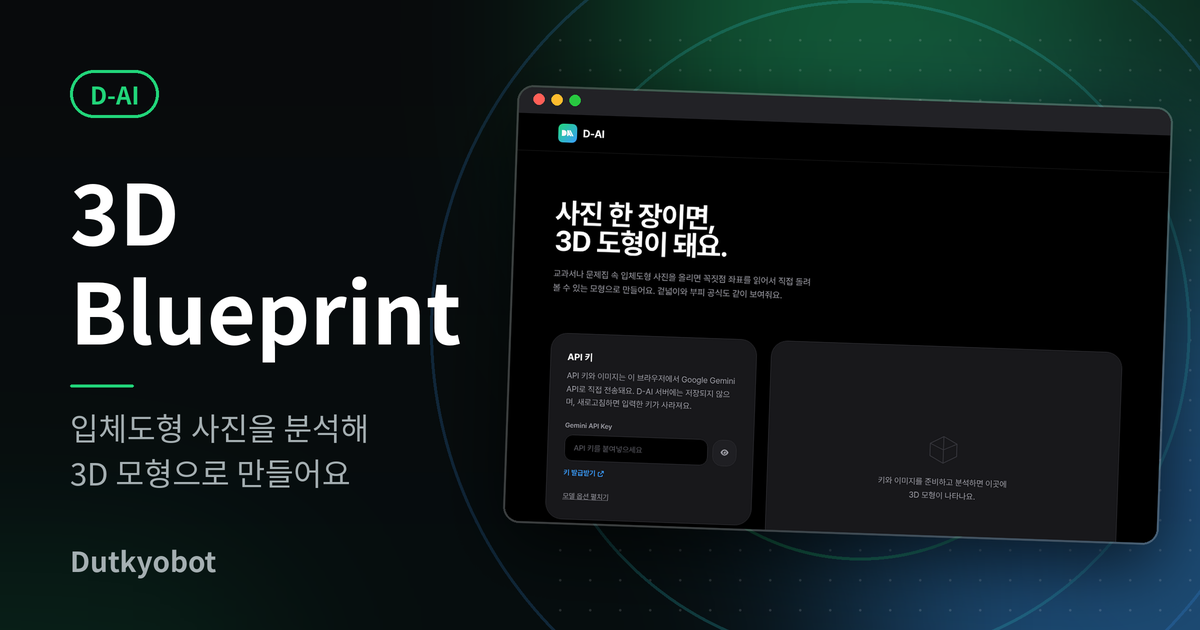 D-AI
3D
Blueprint
입체도형 사진을 분석해
3D 모형으로 만들어요
Dutkyobot
D-AI
사진 한 장이면,
3D 도형이 돼요.
교과서나 문제집 속 입체도형 사진을 올리면 꼭짓점 좌표를 읽어서 직접 돌려
볼 수 있는 모형으로 만들어요. 겉넓이와 부피 공식도 같이 보여줘요.
API 키
API 키와 이미지는 이 브라우저에서 Google Gemini
API로 직접 전송돼요. D-AI 서버에는 저장되지 않으
며, 새로고침하면 입력한 키가 사라져요.
Gemini API Key
API 키를 붙여넣으세요
키 발급받기
모델 옵션 펼치기
키와 이미지를 준비하고 분석하면 이곳에
3D 모형이 나타나요.